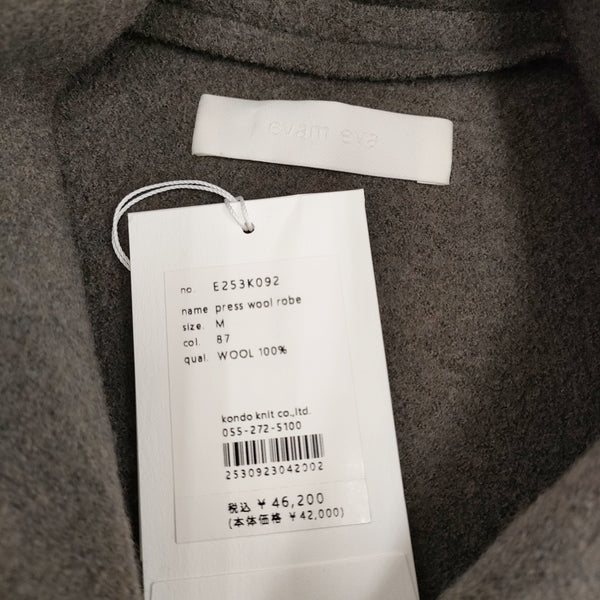 evam eva
no. E253K092
name press wool robe
size. M
col. 87
qual. WOOL 100%
kondo knit co.,ltd.
055-272-5100
2530923042002
税込 ¥ 46,200
(本体価格 ¥ 42,000)